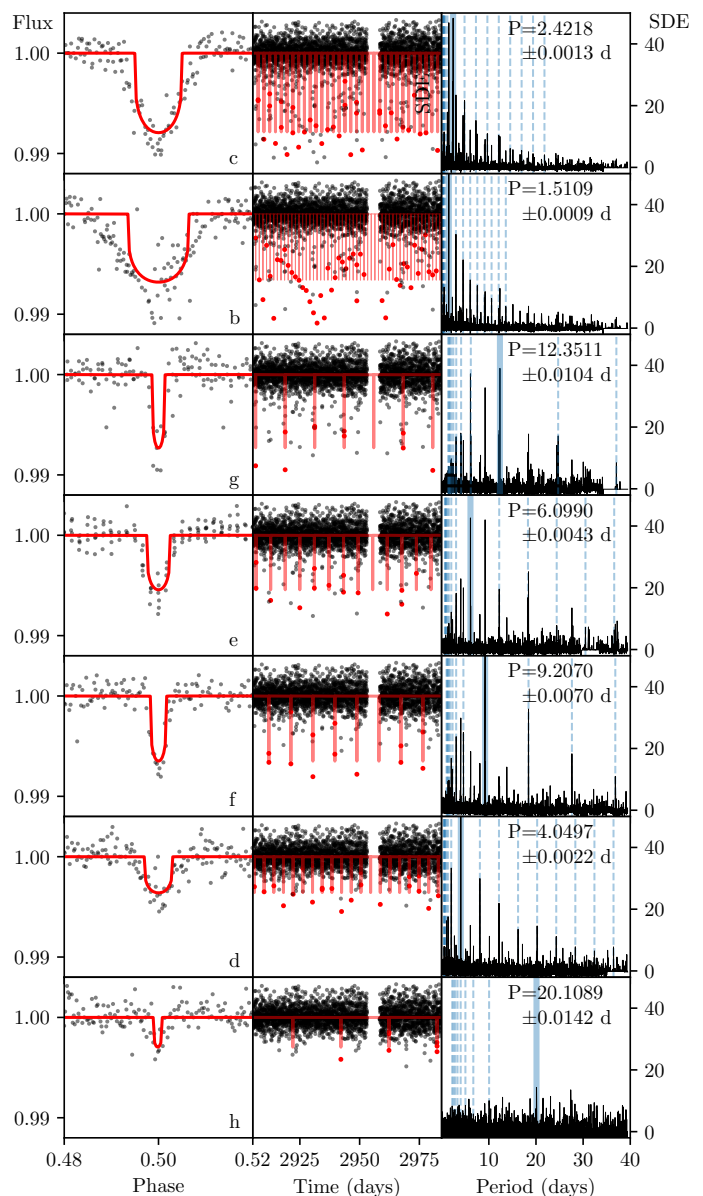 Flux
SDE
1.00
0.99
c
SDE
P=2.4218
±0.0013 d
40
20
0
1.00
0.99
b
P=1.5109
±0.0009 d
40
20
0
1.00
0.99
g
P=12.3511
±0.0104 d
40
20
0
1.00
0.99
e
P=6.0990
±0.0043 d
40
20
0
1.00
0.99
f
P=9.2070
±0.0070 d
40
20
0
1.00
0.99
d
P=4.0497
±0.0022 d
40
20
0
1.00
0.99
h
P=20.1089
±0.0142 d
40
20
0
0.48 0.50 0.52 2925 2950 2975 10 20 30 40
Phase Time (days) Period (days)